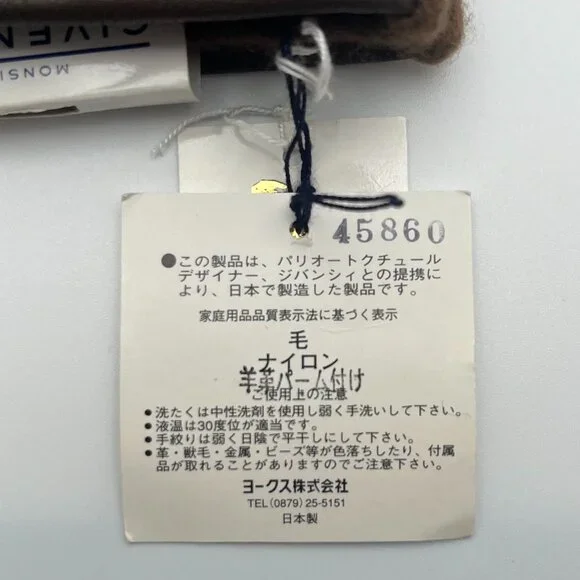 GIVEN
MONSI
45860
●この製品は、パリオートクチュール
デザイナー、ジバンシィとの提携に
より、日本で製造した製品です。
家庭用品品質表示法に基づく表示
毛
ナイロン
羊革パーム付け
ご使用上の注意
●洗たくは中性洗剤を使用し弱く手洗いして下さい。
●液温は30度位が適当です。
●手絞りは弱く日陰で平干しにして下さい。
●革・獣毛・金属・ビーズ等が色落ちしたり、付属
品が取れることがありますのでご注意下さい。
ヨークス株式会社
TEL(0879)25-5151
日本製